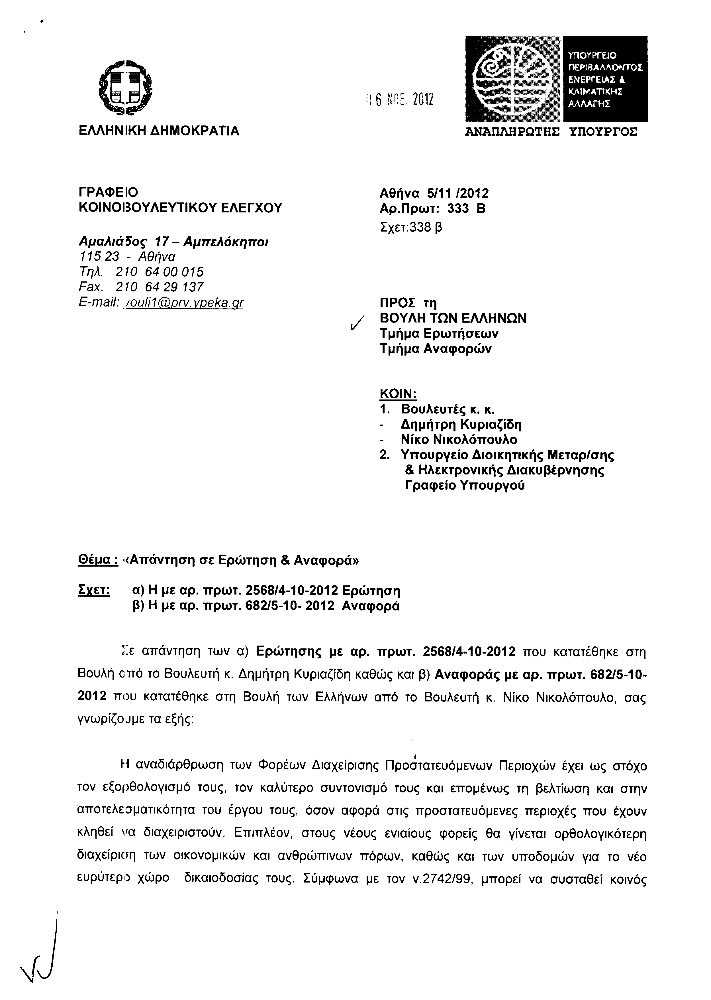 ΥΠΟΥΡΓΕΙΟ
ΠΕΡΙΒΑΛΛΟΝΤΟΣ
ΕΝΕΡΓΕΙΑΣ &
ΚΛΙΜΑΤΙΚΗΣ
ΑΛΛΑΓΗΣ
06 ΝΟΕ. 2012
ΕΛΛΗΝΙΚΗ ΔΗΜΟΚΡΑΤΙΑ
ΑΝΑΠΛΗΡΩΤΗΣ ΥΠΟΥΡΓΟΣ
ΓΡΑΦΕΙΟ
ΚΟΙΝΟΒΟΥΛΕΥΤΙΚΟΥ ΕΛΕΓΧΟΥ
Αμαλιάδος 17 – Αμπελόκηποι
115 23 - Αθήνα
Τηλ. 210 64 00 015
Fax. 210 64 29 137
E-mail: vouli1@prv.ypeka.gr
Αθήνα 5/11 /2012
Αρ.Πρωτ: 333 Β
Σχετ:338 β
ΠΡΟΣ τη
ΒΟΥΛΗ ΤΩΝ ΕΛΛΗΝΩΝ
Τμήμα Ερωτήσεων
Τμήμα Αναφορών
ΚΟΙΝ:
1. Βουλευτές κ. κ.
- Δημήτρη Κυριαζίδη
- Νίκο Νικολόπουλο
2. Υπουργείο Διοικητικής Μεταρ/σης
& Ηλεκτρονικής Διακυβέρνησης
Γραφείο Υπουργού
Θέμα : «Απάντηση σε Ερώτηση & Αναφορά»
Σχετ: α) Η με αρ. πρωτ. 2568/4-10-2012 Ερώτηση
β) Η με αρ. πρωτ. 682/5-10- 2012 Αναφορά
Σε απάντηση των α) Ερώτησης με αρ. πρωτ. 2568/4-10-2012 που κατατέθηκε στη
Βουλή από το Βουλευτή κ. Δημήτρη Κυριαζίδη καθώς και β) Αναφοράς με αρ. πρωτ. 682/5-10-
2012 που κατατέθηκε στη Βουλή των Ελλήνων από το Βουλευτή κ. Νίκο Νικολόπουλο, σας
γνωρίζουμε τα εξής:
Η αναδιάρθρωση των Φορέων Διαχείρισης Προστατευόμενων Περιοχών έχει ως στόχο
τον εξορθολογισμό τους, τον καλύτερο συντονισμό τους και επομένως τη βελτίωση και στην
αποτελεσματικότητα του έργου τους, όσον αφορά στις προστατευόμενες περιοχές που έχουν
κληθεί να διαχειριστούν. Επιπλέον, στους νέους ενιαίους φορείς θα γίνεται ορθολογικότερη
διαχείριση των οικονομικών και ανθρώπινων πόρων, καθώς και των υποδομών για το νέο
ευρύτερο χώρο δικαιοδοσίας τους. Σύμφωνα με τον ν.2742/99, μπορεί να συσταθεί κοινός